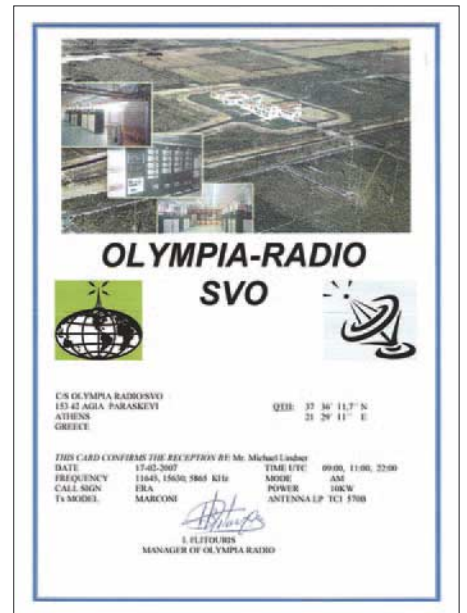 OLYMPIA-RADIO
SVO
C/S OLYMPIA RADIO/SVO
153 42 AGIA PARASKEVI
ATHENS
GREECE
QTH: 37 36' 11,7'' N
21 29' 11'' E
THIS CARD CONFIRMS THE RECEPTION BY: Mr. Michael Lindner
DATE 17-02-2007 TIME UTC 09:00, 11:00, 22:00
FREQUENCY 11645, 15630, 5865 KHz MODE AM
CALL SIGN ERA POWER 10KW
Tx MODEL MARCONI ANTENNA LP TCI 570B
I. FLITOURIS
MANAGER OF OLYMPIA RADIO